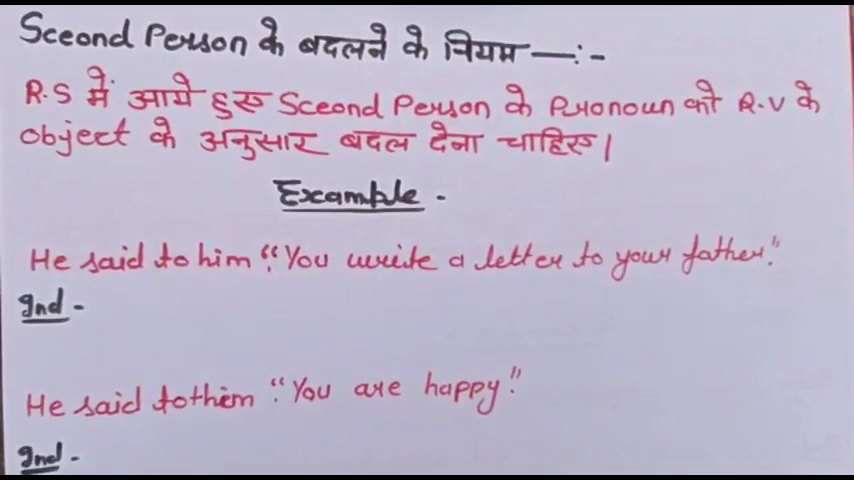 Sceond Person के बदलने के नियम —:-
R.S में आये हुए Sceond Person के Pronoun को R.V के
object के अनुसार बदल देना चाहिए।
Example -
He said to him "You write a letter to your father."
Ind -
He said to them "You are happy."
Ind -